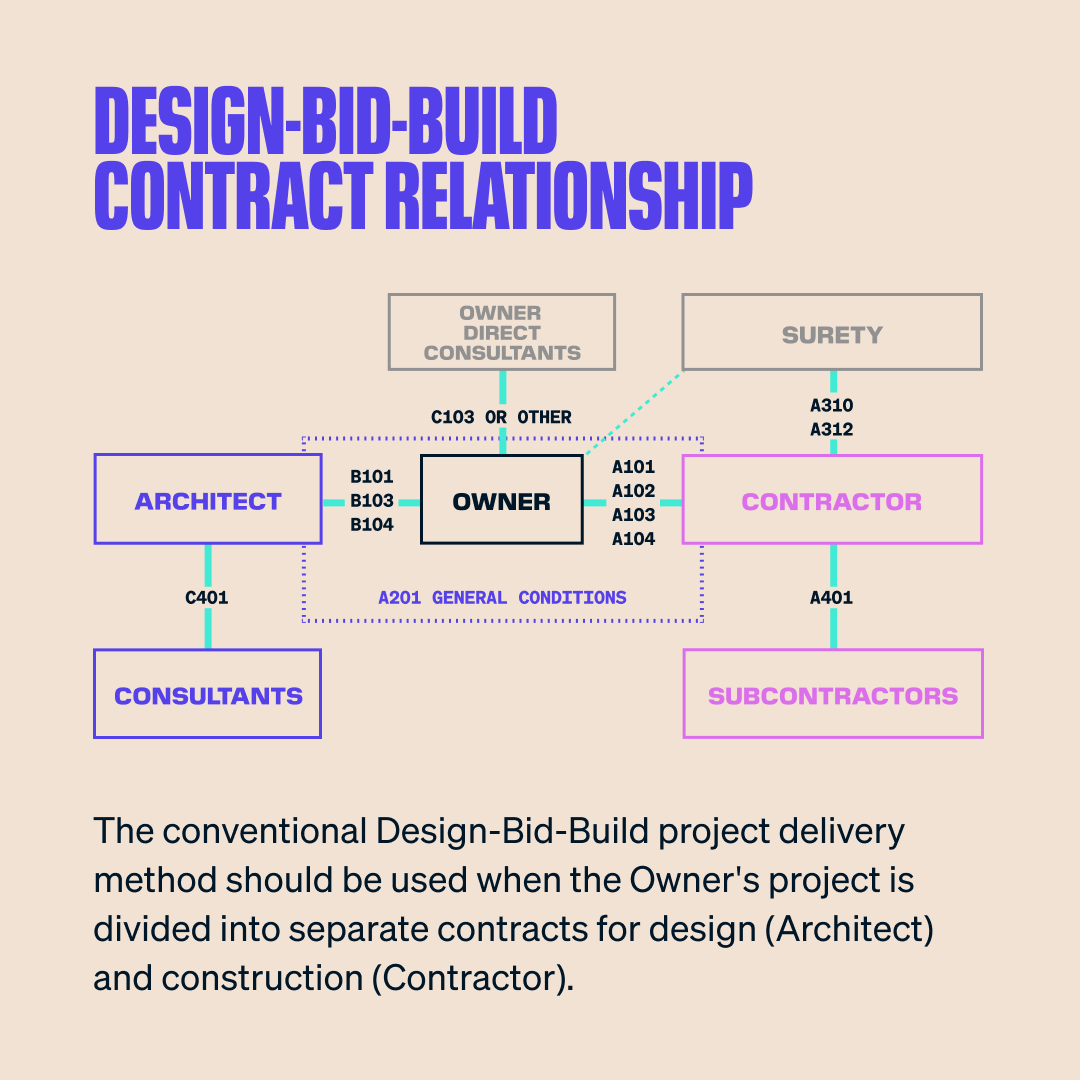 DESIGN-BID-BUILD
CONTRACT RELATIONSHIP
OWNER
DIRECT
CONSULTANTS
SURETY
C103 OR OTHER
A310
A312
ARCHITECT
B101
B103
B104
OWNER
A101
A102
A103
A104
CONTRACTOR
C401
A201 GENERAL CONDITIONS
A401
CONSULTANTS
SUBCONTRACTORS
The conventional Design-Bid-Build project delivery
method should be used when the Owner's project is
divided into separate contracts for design (Architect)
and construction (Contractor).